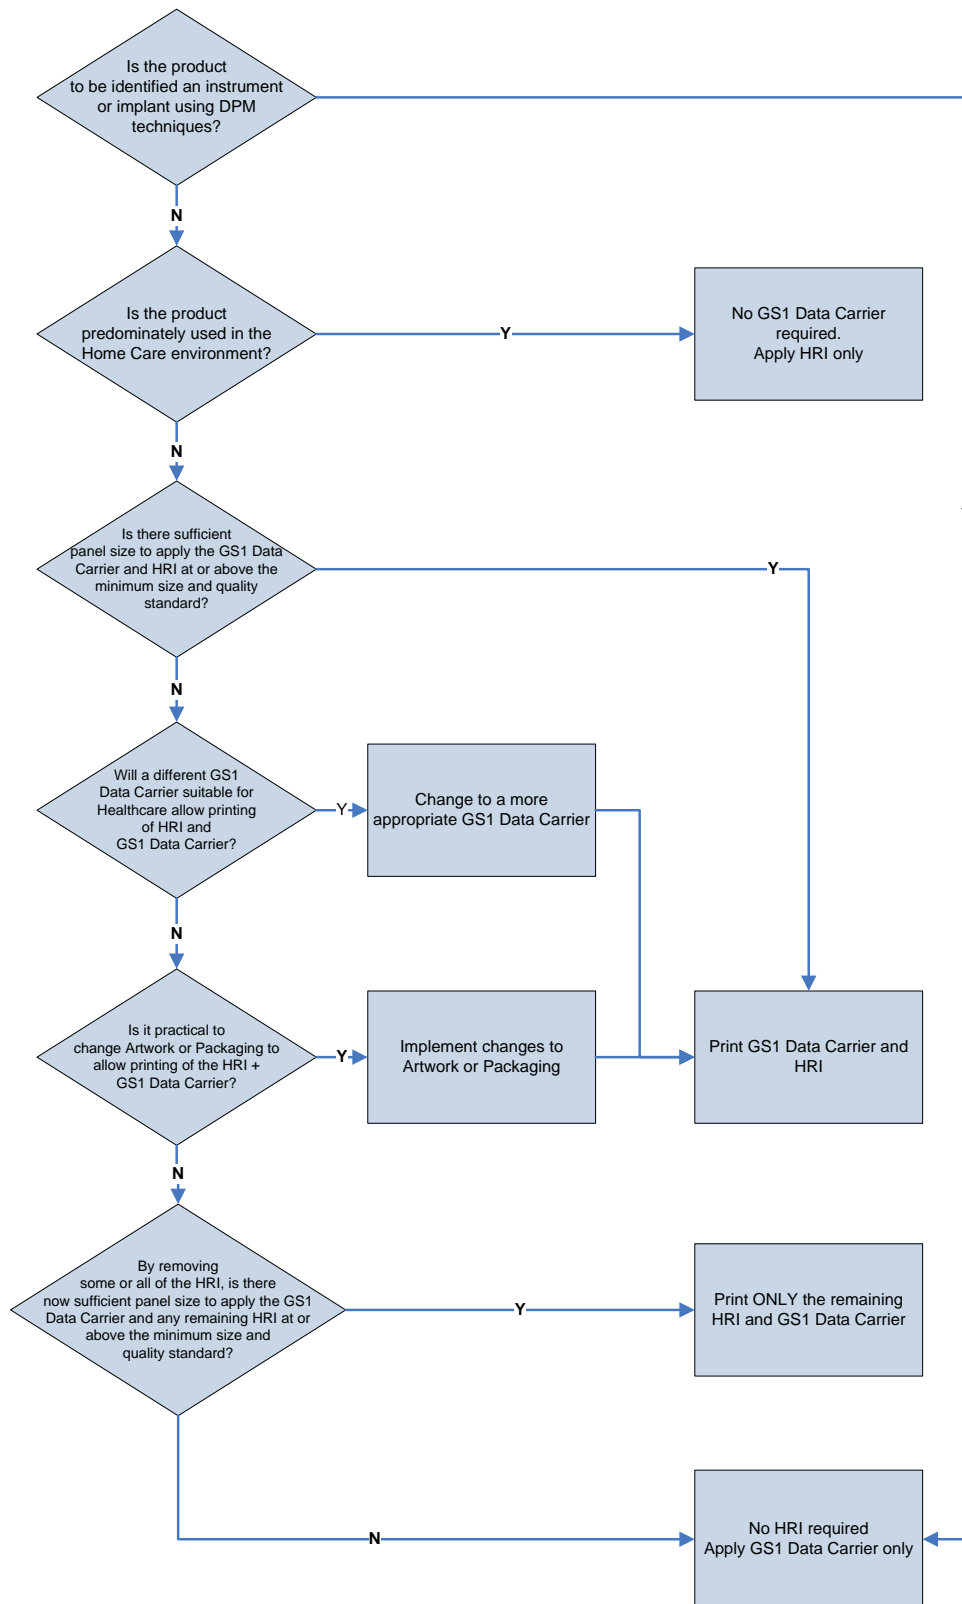 Is the product
to be identified an instrument
or implant using DPM
techniques?
N
Is the product
predominately used in the
Home Care environment?
Y
No GS1 Data Carrier
required.
Apply HRI only
N
Is there sufficient
panel size to apply the GS1 Data
Carrier and HRI at or above the
minimum size and quality
standard?
Y
N
Will a different GS1
Data Carrier suitable for
Healthcare allow printing
of HRI and
GS1 Data Carrier?
Y
Change to a more
appropriate GS1 Data Carrier
N
Is it practical to
change Artwork or Packaging to
allow printing of the HRI +
GS1 Data Carrier?
Y
Implement changes to
Artwork or Packaging
Print GS1 Data Carrier and
HRI
N
By removing
some or all of the HRI, is there
now sufficient panel size to apply the GS1
Data Carrier and any remaining HRI at or
above the minimum size and
quality standard?
Y
Print ONLY the remaining
HRI and GS1 Data Carrier
N
No HRI required
Apply GS1 Data Carrier only